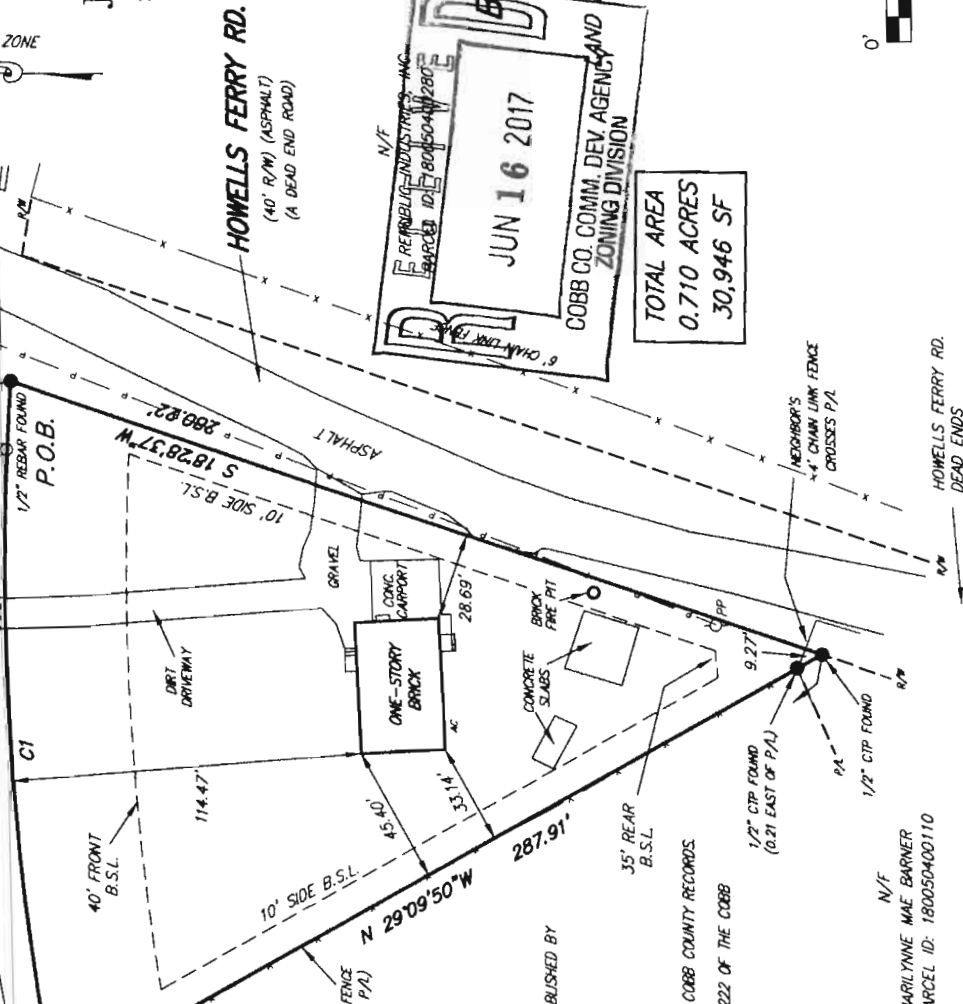 ZONE
HOWELLS FERRY RD.
(40' R/W) (ASPHALT)
(A DEAD END ROAD)
N/F
REPUBLIC INDUSTRIES, INC.
PARCEL ID: 18005040
RECEIVED
JUN 16 2017
COBB CO. COMM. DEV. AGENCY AND
ZONING DIVISION
0'
R/W
6' CHAIN LINK FENCE
TOTAL AREA
0.710 ACRES
30,946 SF
1/2" REBAR FOUND
P.O.B.
S 18°28'37"W
ASPHALT
10' SIDE B.S.L.
C1
DIRT
DRIVEWAY
GRAVEL
CONC.
CARPORT
28.69'
ONE-STORY
BRICK
AC
40' FRONT
B.S.L.
114.47'
45.40'
33.14'
BRICK
FIRE PIT
CONCRETE
SLABS
PP
9.27'
NEIGHBOR'S
4' CHAIN LINK FENCE
CROSSES P/L
HOWELLS FERRY RD.
DEAD ENDS
R/W
R/W
10' SIDE B.S.L.
N 29°09'50"W
287.91'
35' REAR
B.S.L.
1/2" CTP FOUND
(0.21 EAST OF P/L)
P/L
1/2" CTP FOUND
FENCE
P/L)
BLISHED BY
COBB COUNTY RECORDS.
222 OF THE COBB
N/F
ARILYNNE MAE BARNER
ARCEL ID: 18005040110